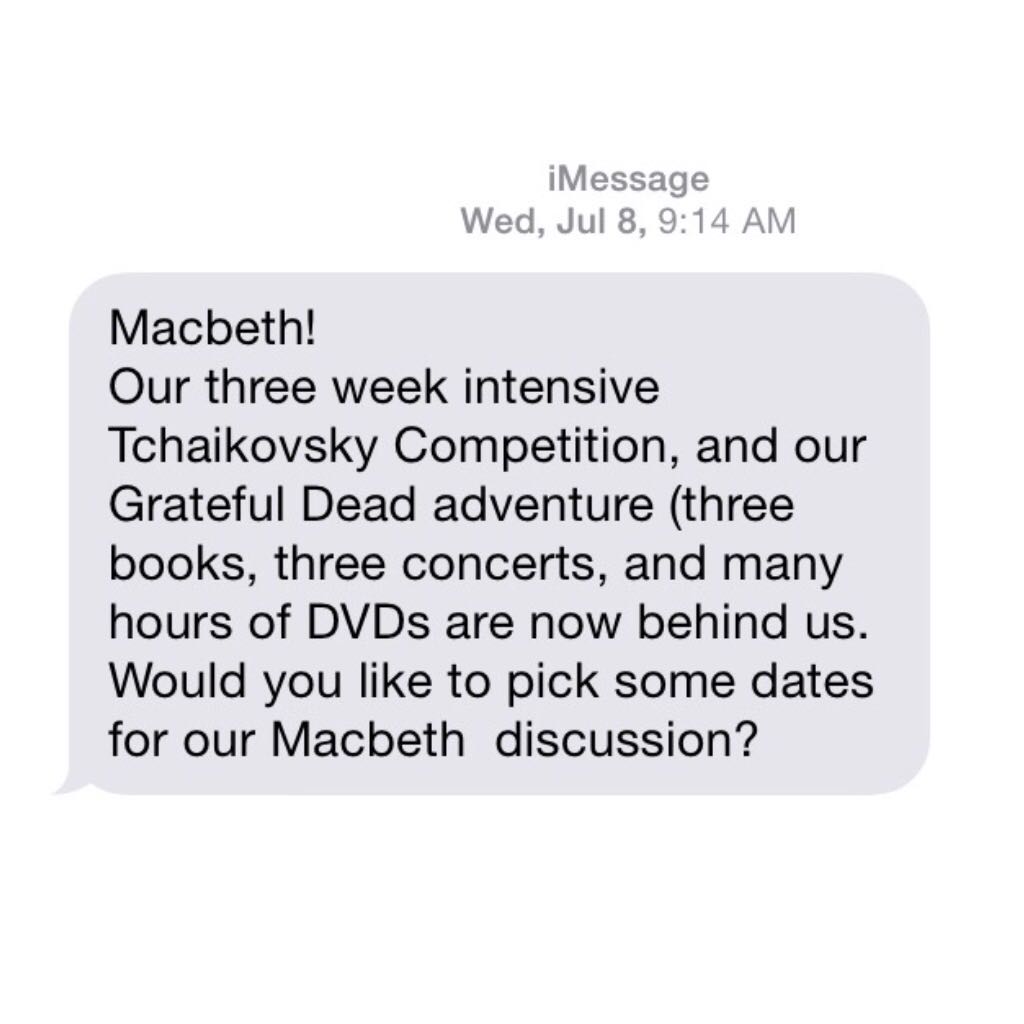 iMessage
Wed, Jul 8, 9:14 AM
Macbeth!
Our three week intensive
Tchaikovsky Competition, and our
Grateful Dead adventure (three
books, three concerts, and many
hours of DVDs are now behind us.
Would you like to pick some dates
for our Macbeth  discussion?